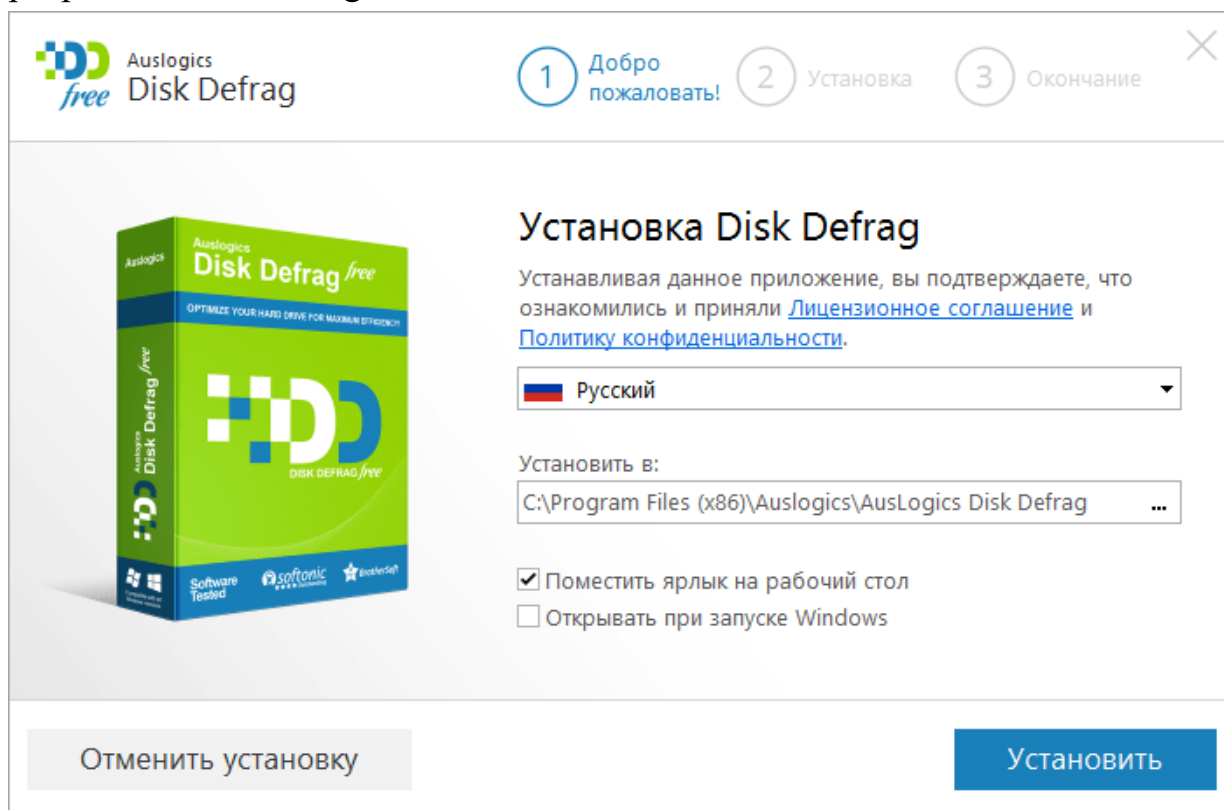 Auslogics
Disk Defrag
free
1
Добро
пожаловать!
2
Установка
3
Окончание
Auslogics
Auslogics
Disk Defrag free
OPTIMIZE YOUR HARD DRIVE FOR MAXIMUM EFFICIENCY
Auslogics
Disk Defrag free
DISK DEFRAG free
Software
Tested
softonic
BrotherSoft
Установка Disk Defrag
Устанавливая данное приложение, вы подтверждаете, что
ознакомились и приняли Лицензионное соглашение и
Политику конфиденциальности.
Русский
Установить в:
C:\Program Files (x86)\Auslogics\AusLogics Disk Defrag ...
Поместить ярлык на рабочий стол
Открывать при запуске Windows
Отменить установку
Установить